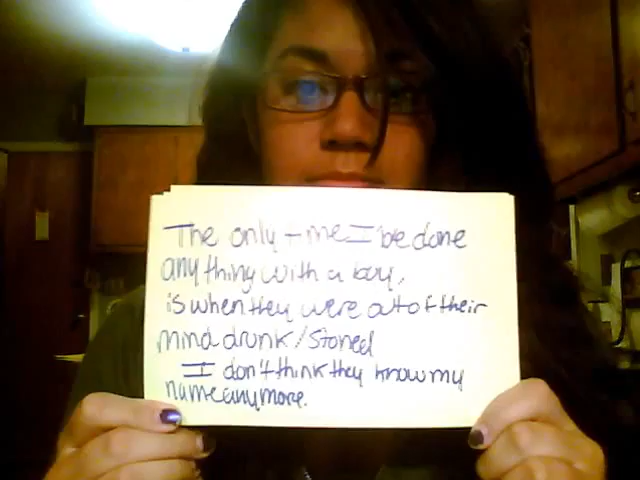 The only time I've done
anything with a boy,
is when they were out of their
mind drunk/stoned
I don't think they know my
name anymore.